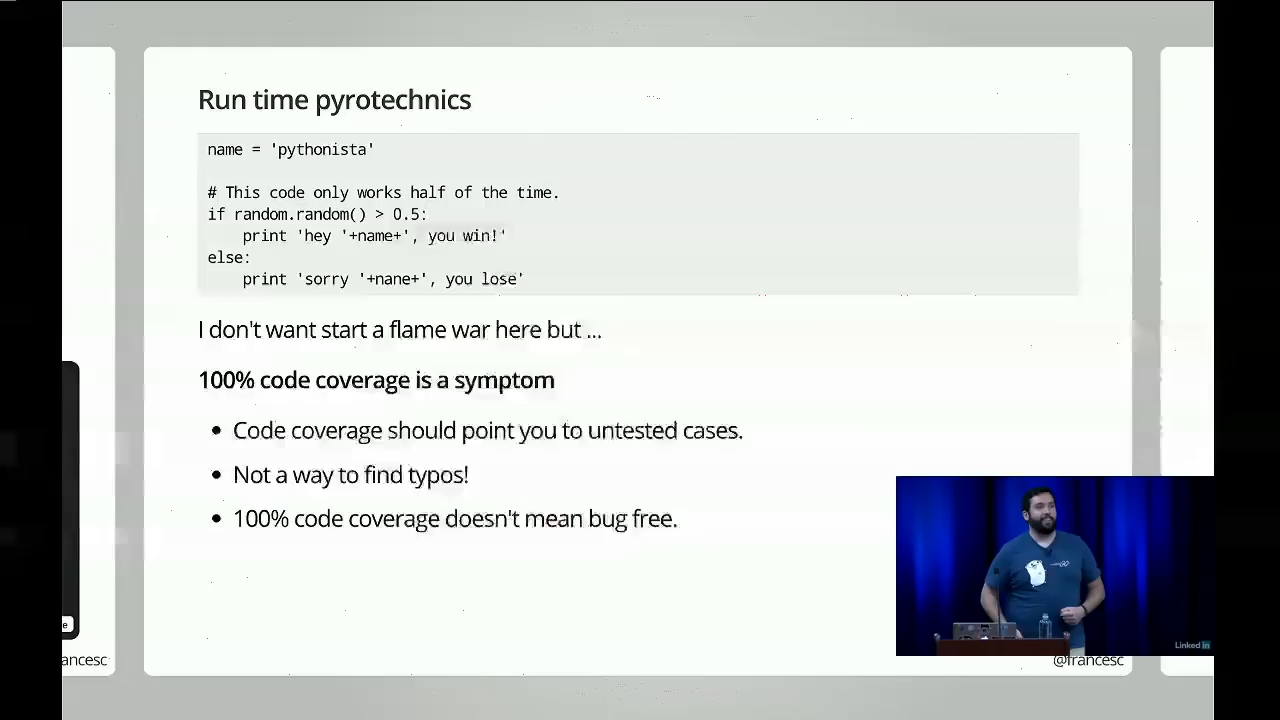 Run time pyrotechnics
name = 'pythonista'
# This code only works half of the time.
if random.random() > 0.5:
    print 'hey '+name+', you win!'
else:
    print 'sorry '+nane+', you lose'
I don't want start a flame war here but ...
100% code coverage is a symptom
• Code coverage should point you to untested cases.
• Not a way to find typos!
• 100% code coverage doesn't mean bug free.
e
ancesc
@francesc
Linked in
GO